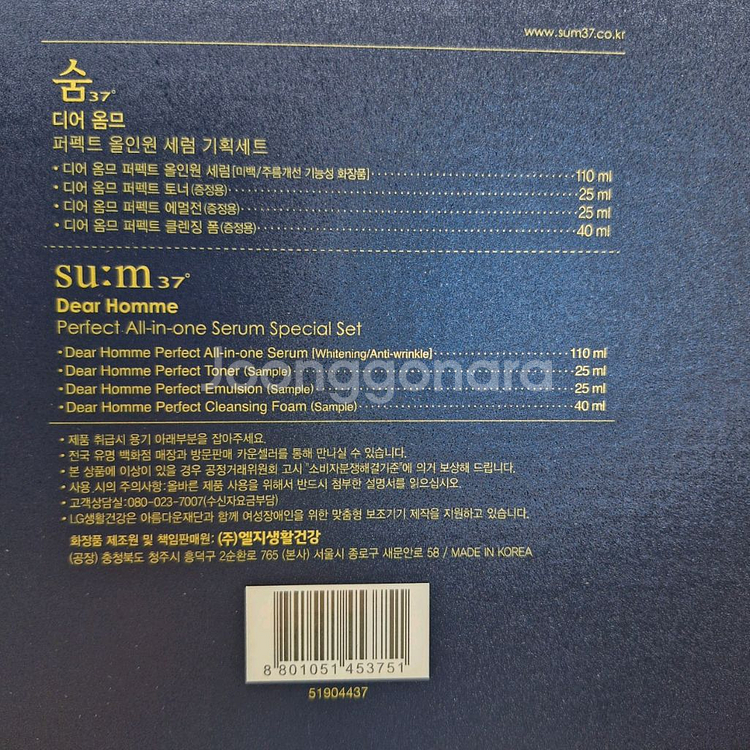 www.sum37.co.kr
숨37°
디어 옴므
퍼펙트 올인원 세럼 기획세트
• 디어 옴므 퍼펙트 올인원 세럼[미백/주름개선 기능성 화장품] 110 ml
• 디어 옴므 퍼펙트 토너(증정용) 25 ml
• 디어 옴므 퍼펙트 에멀전(증정용) 25 ml
• 디어 옴므 퍼펙트 클렌징 폼(증정용) 40 ml
su:m37°
Dear Homme
Perfect All-in-one Serum Special Set
• Dear Homme Perfect All-in-one Serum [Whitening/Anti-wrinkle] 110 ml
• Dear Homme Perfect Toner (Sample) 25 ml
• Dear Homme Perfect Emulsion (Sample) 25 ml
• Dear Homme Perfect Cleansing Foam (Sample) 40 ml
Joonggonara
• 제품 취급시 용기 아래부분을 잡아주세요.
• 전국 유명 백화점 매장과 방문판매 카운셀러를 통해 만나실 수 있습니다.
• 본 상품에 이상이 있을 경우 공정거래위원회 고시 "소비자분쟁해결기준"에 의거 보상해 드립니다.
• 사용 시의 주의사항:올바른 제품 사용을 위해서 반드시 첨부한 설명서를 읽으십시오.
• 고객상담실:080-023-7007(수신자요금부담)
• LG생활건강은 아름다운재단과 함께 여성장애인을 위한 맞춤형 보조기기 제작을 지원하고 있습니다.
화장품 제조원 및 책임판매원: (주)엘지생활건강
(공장) 충청북도 청주시 흥덕구 2순환로 765 (본사) 서울시 종로구 새문안로 58 / MADE IN KOREA
8 801051 453751
51904437